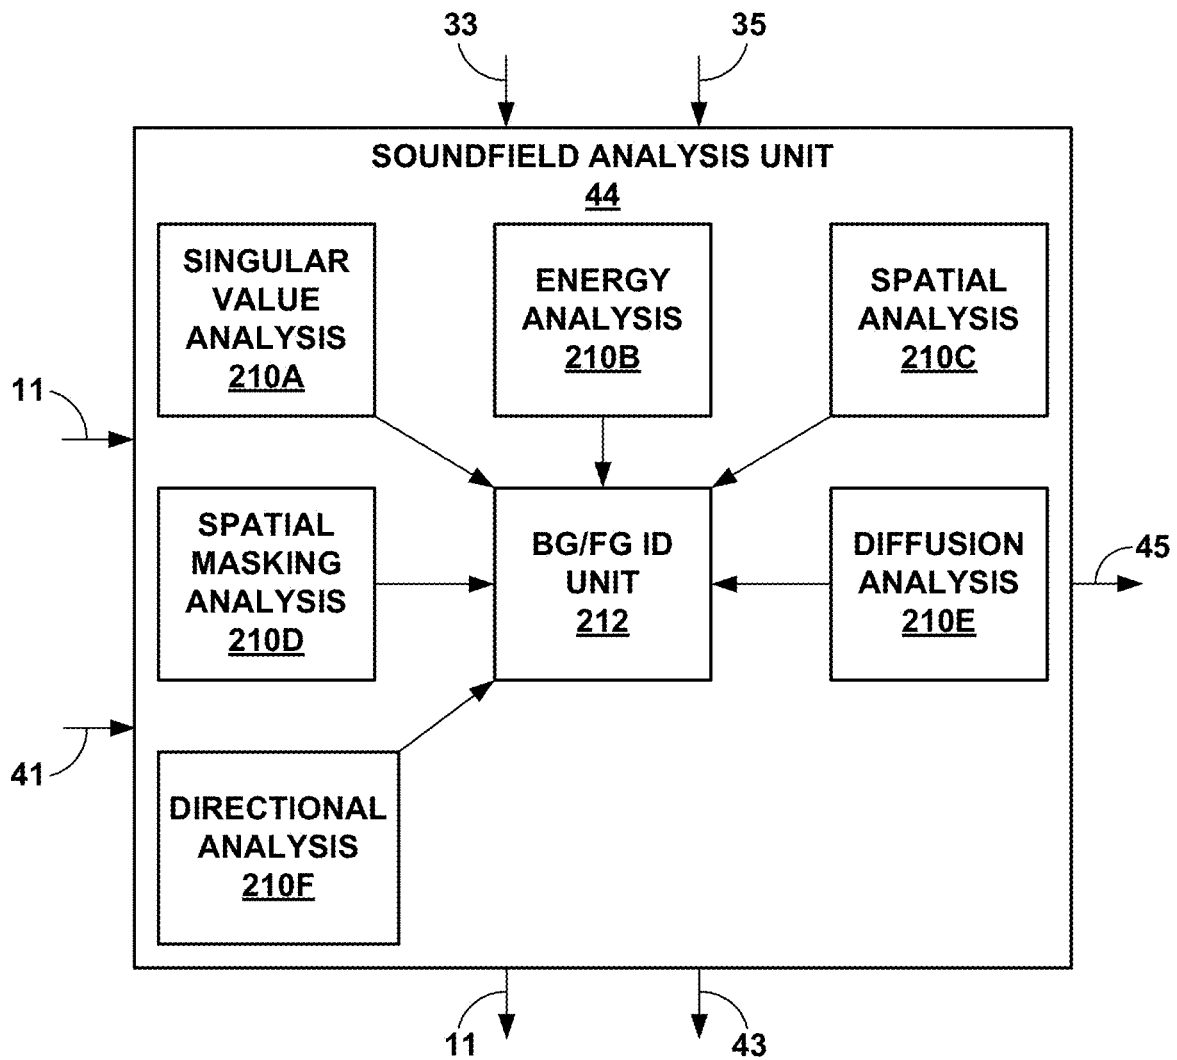 33
35
SOUNDFIELD ANALYSIS UNIT
44
SINGULAR
VALUE
ANALYSIS
210A
ENERGY
ANALYSIS
210B
SPATIAL
ANALYSIS
210C
11
SPATIAL
MASKING
ANALYSIS
210D
BG/FG ID
UNIT
212
DIFFUSION
ANALYSIS
210E
45
41
DIRECTIONAL
ANALYSIS
210F
11
43